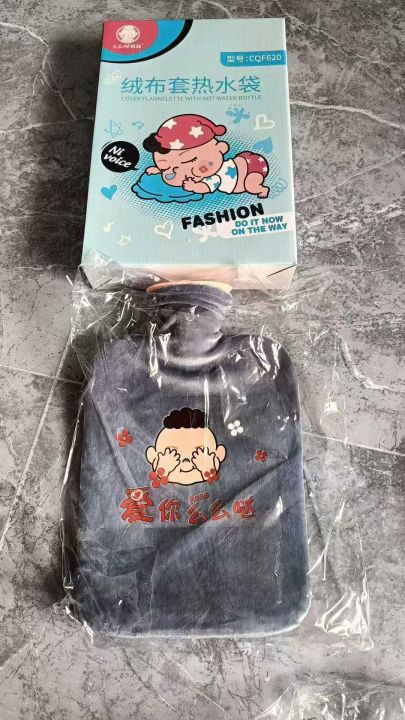 型号:CQF620
绒布套热水袋
COVER FLANNELETTE WITH HOT WATER BOTTLE
Ni
voice
FASHION
DO IT NOW
ON THE WAY
爱你么么哒